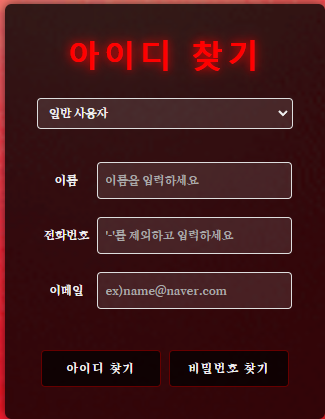 아이디 찾기
일반 사용자
이름
이름을 입력하세요
전화번호
'-'를 제외하고 입력하세요
이메일
ex)name@naver.com
아이디 찾기
비밀번호 찾기